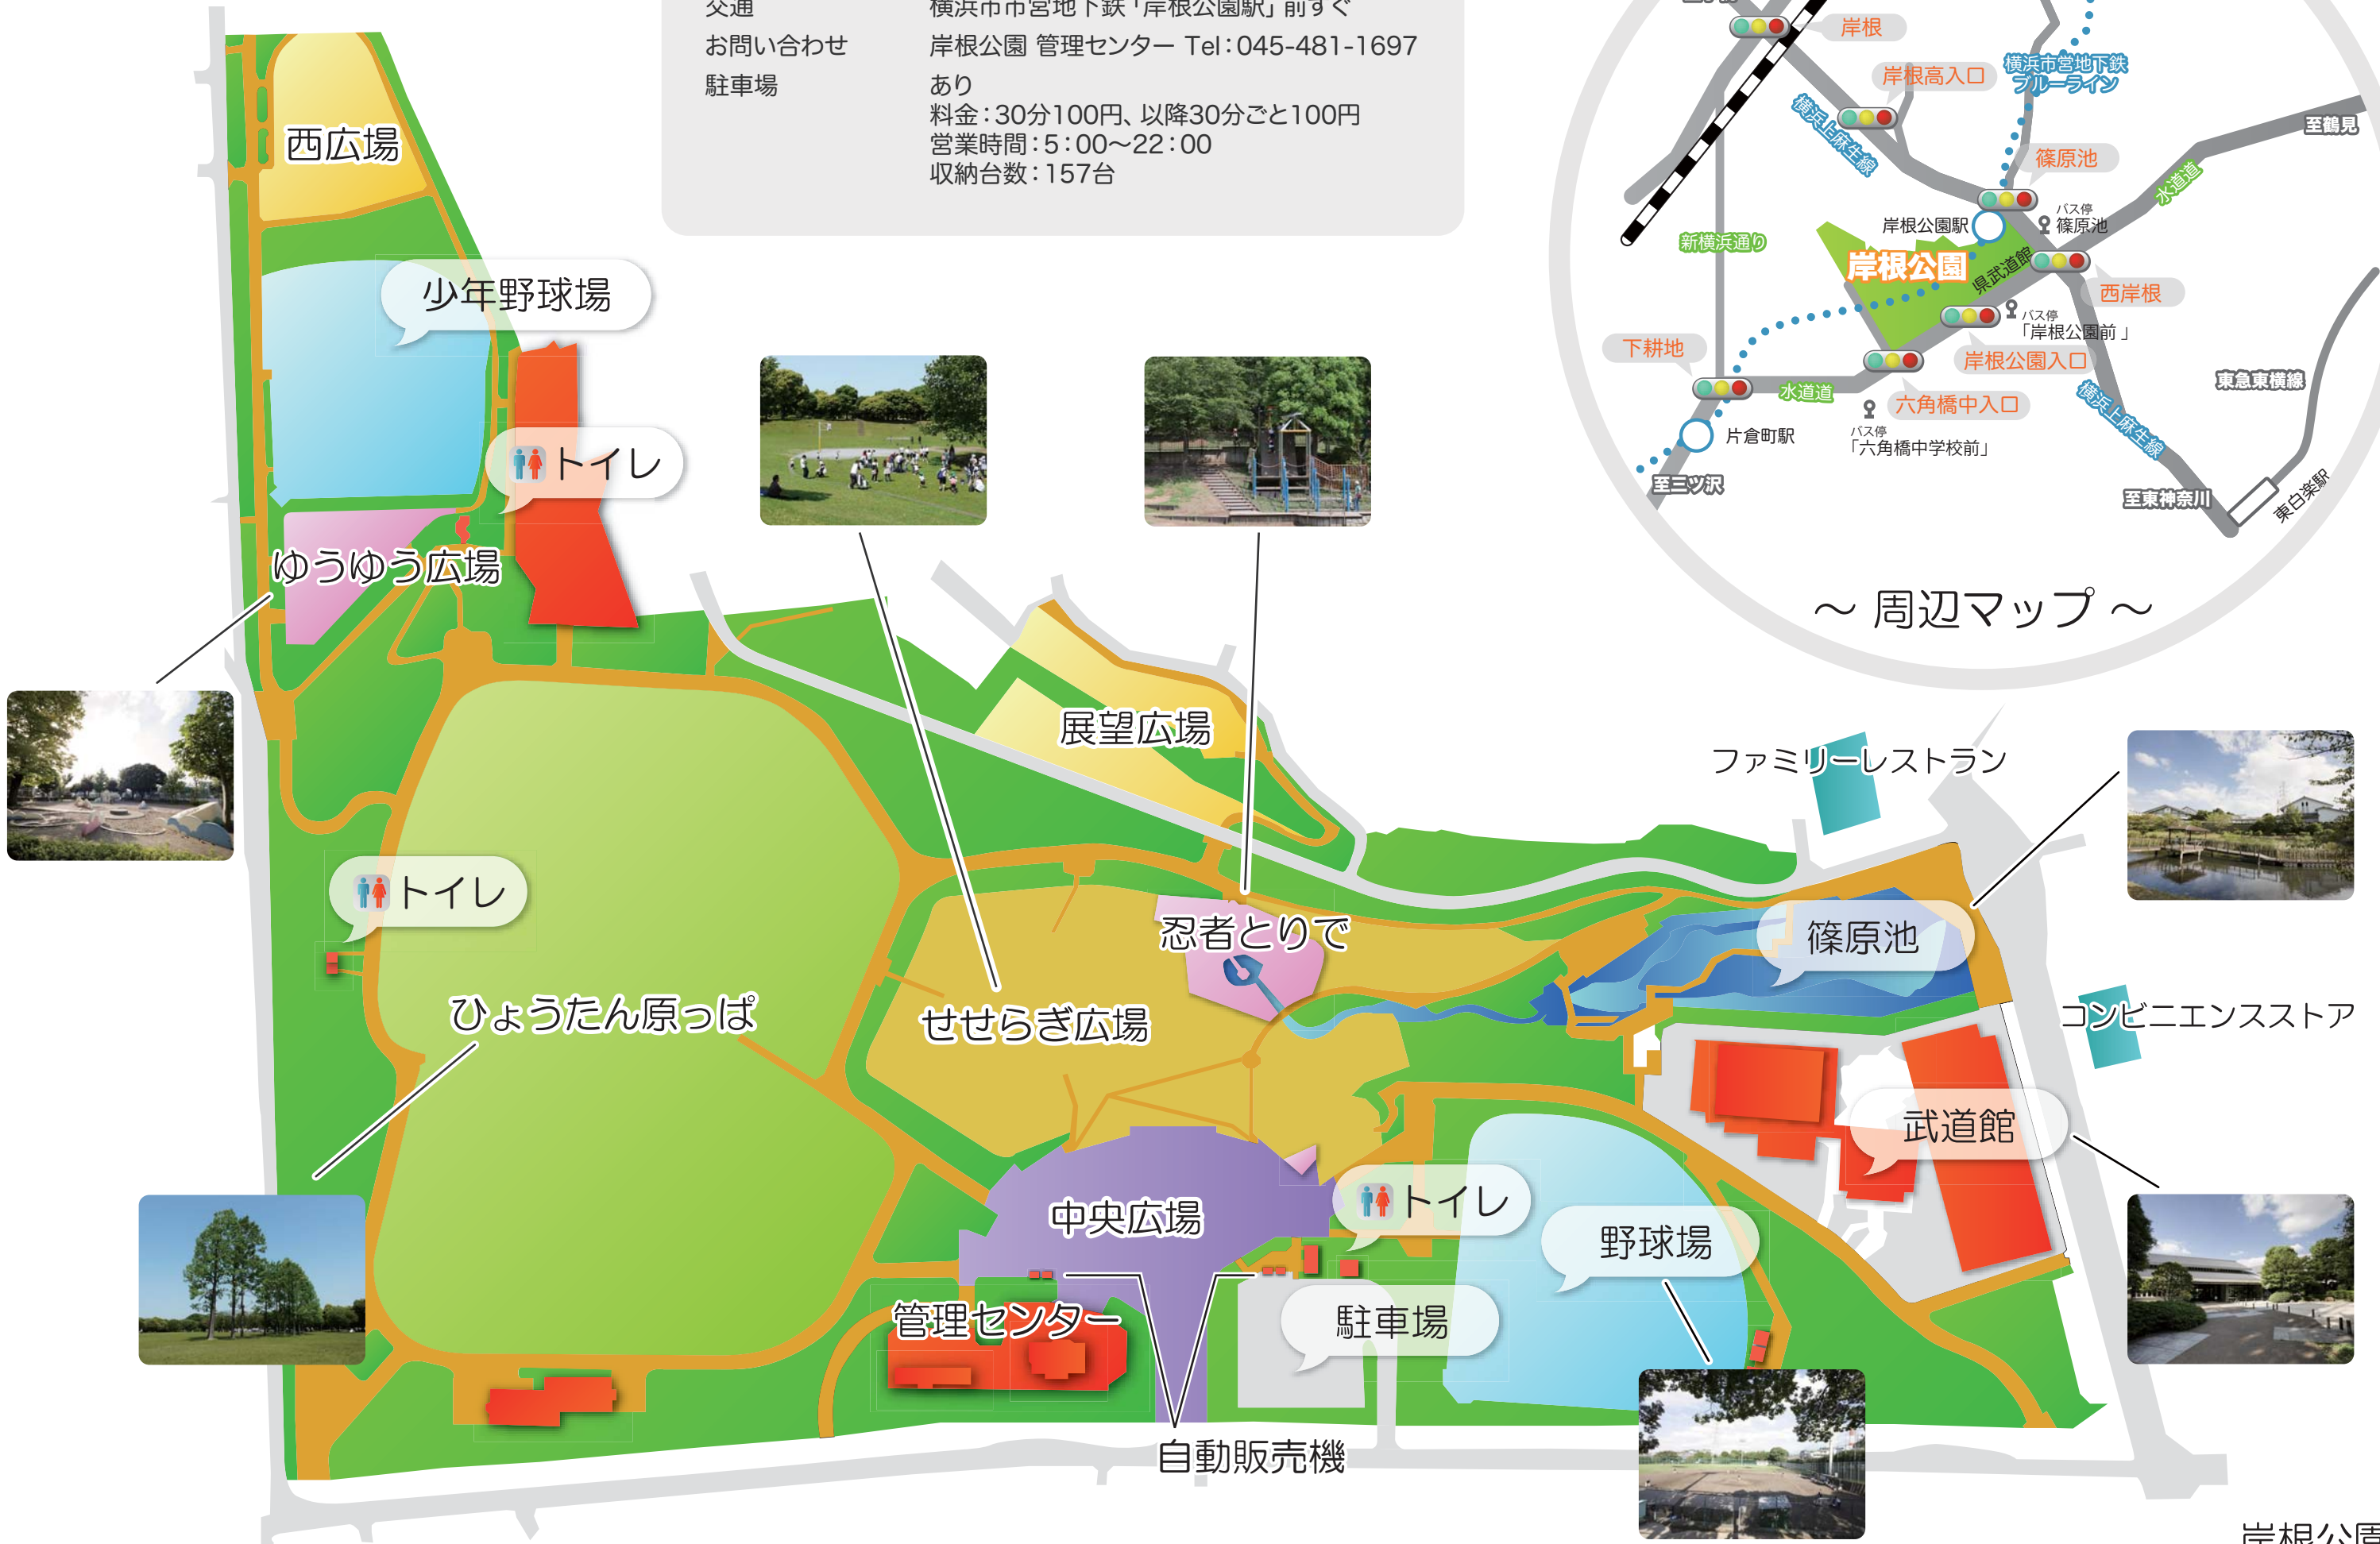 交通 横浜市市営地下鉄「岸根公園駅」前すぐ
お問い合わせ 岸根公園 管理センター Tel：045-481-1697
駐車場 あり
料金：30分100円、以降30分ごと100円
営業時間：5：00〜22：00
収納台数：157台
岸根
岸根高入口
横浜市営地下鉄
ブルーライン
横浜上麻生線
至鶴見
篠原池
水道道
岸根公園駅
バス停
篠原池
新横浜通り
岸根公園
県武道館
西岸根
バス停
「岸根公園前 」
下耕地
岸根公園入口
水道道
六角橋中入口
東急東横線
横浜上麻生線
片倉町駅
バス停
「六角橋中学校前」
至三ツ沢
至東神奈川
東白楽駅
〜 周辺マップ 〜
西広場
少年野球場
トイレ
ゆうゆう広場
展望広場
ファミリーレストラン
トイレ
忍者とりで
篠原池
ひょうたん原っぱ
せせらぎ広場
コンビニエンスストア
武道館
中央広場
トイレ
野球場
管理センター
駐車場
自動販売機
岸根公園